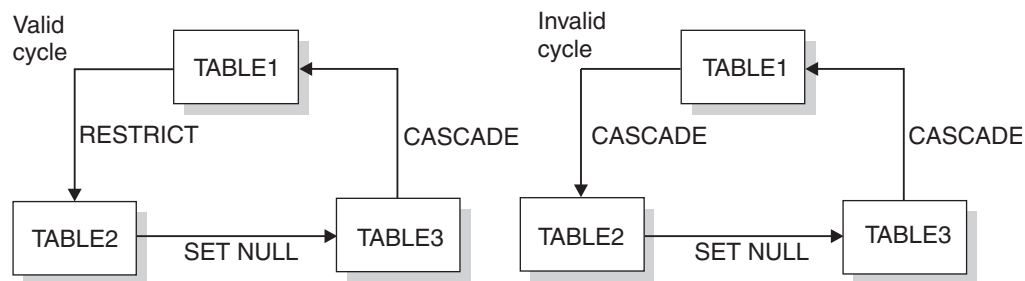 Valid
cycle
TABLE1
RESTRICT
CASCADE
TABLE2
SET NULL
TABLE3
Invalid
cycle
TABLE1
CASCADE
CASCADE
TABLE2
SET NULL
TABLE3